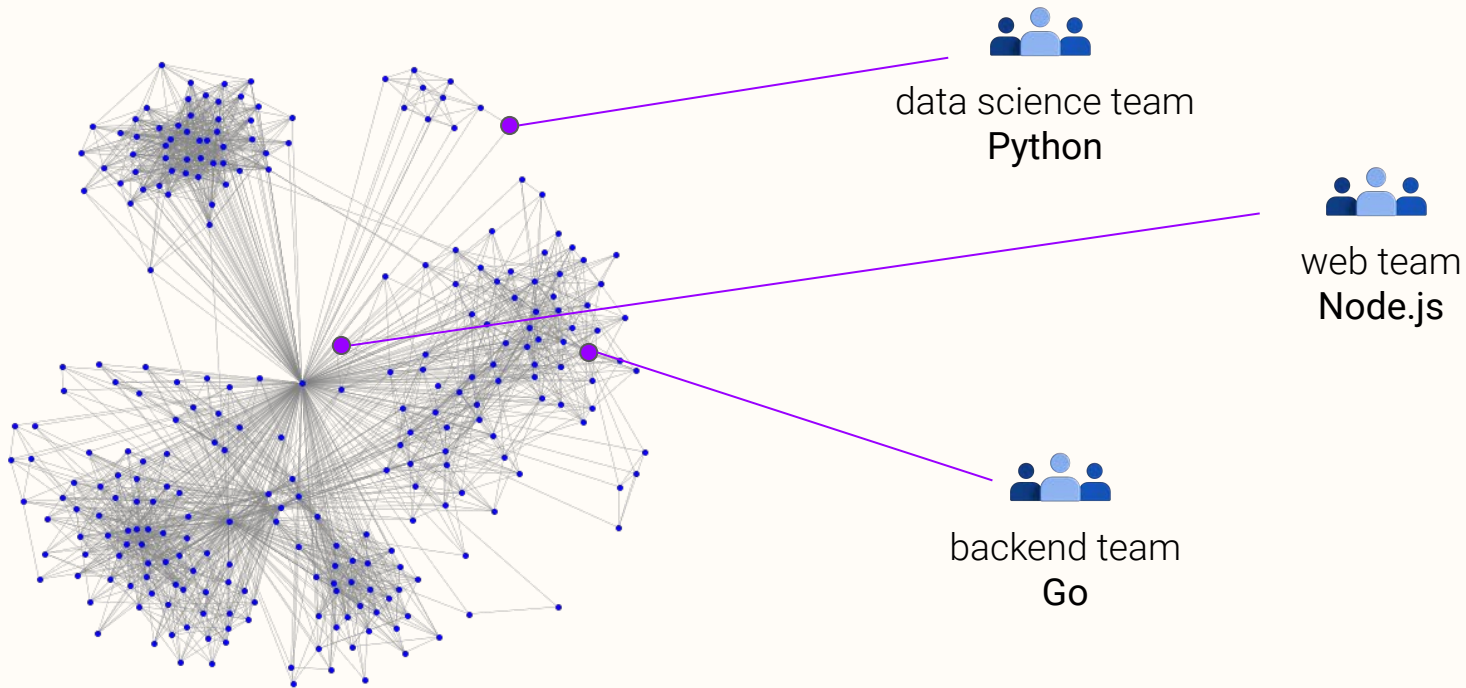 data science team
Python
web team
Node.js
backend team
Go